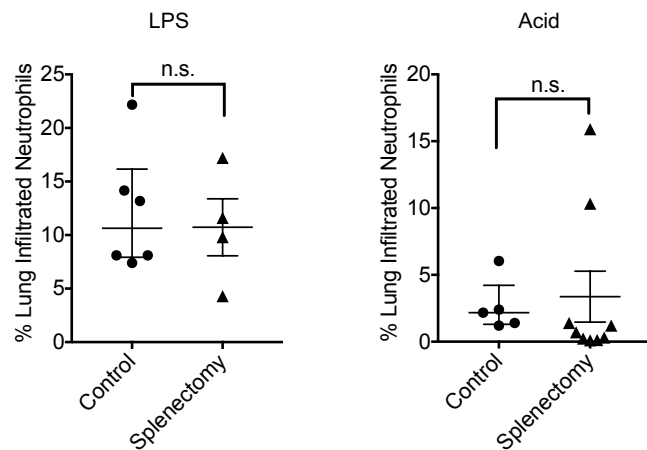 LPS
n.s.
% Lung Infiltrated Neutrophils
25
20
15
10
5
0
Control
Splenectomy
Acid
n.s.
% Lung Infiltrated Neutrophils
20
15
10
5
0
Control
Splenectomy